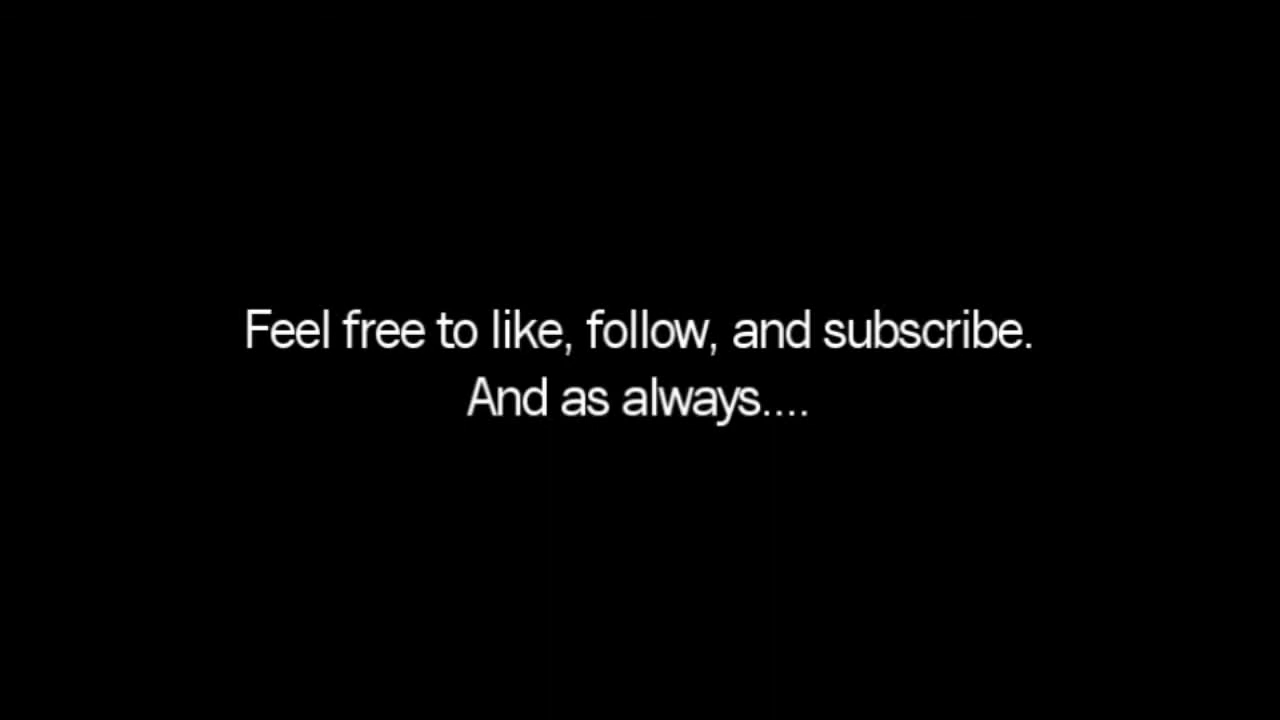 Feel free to like, follow, and subscribe.
And as always....